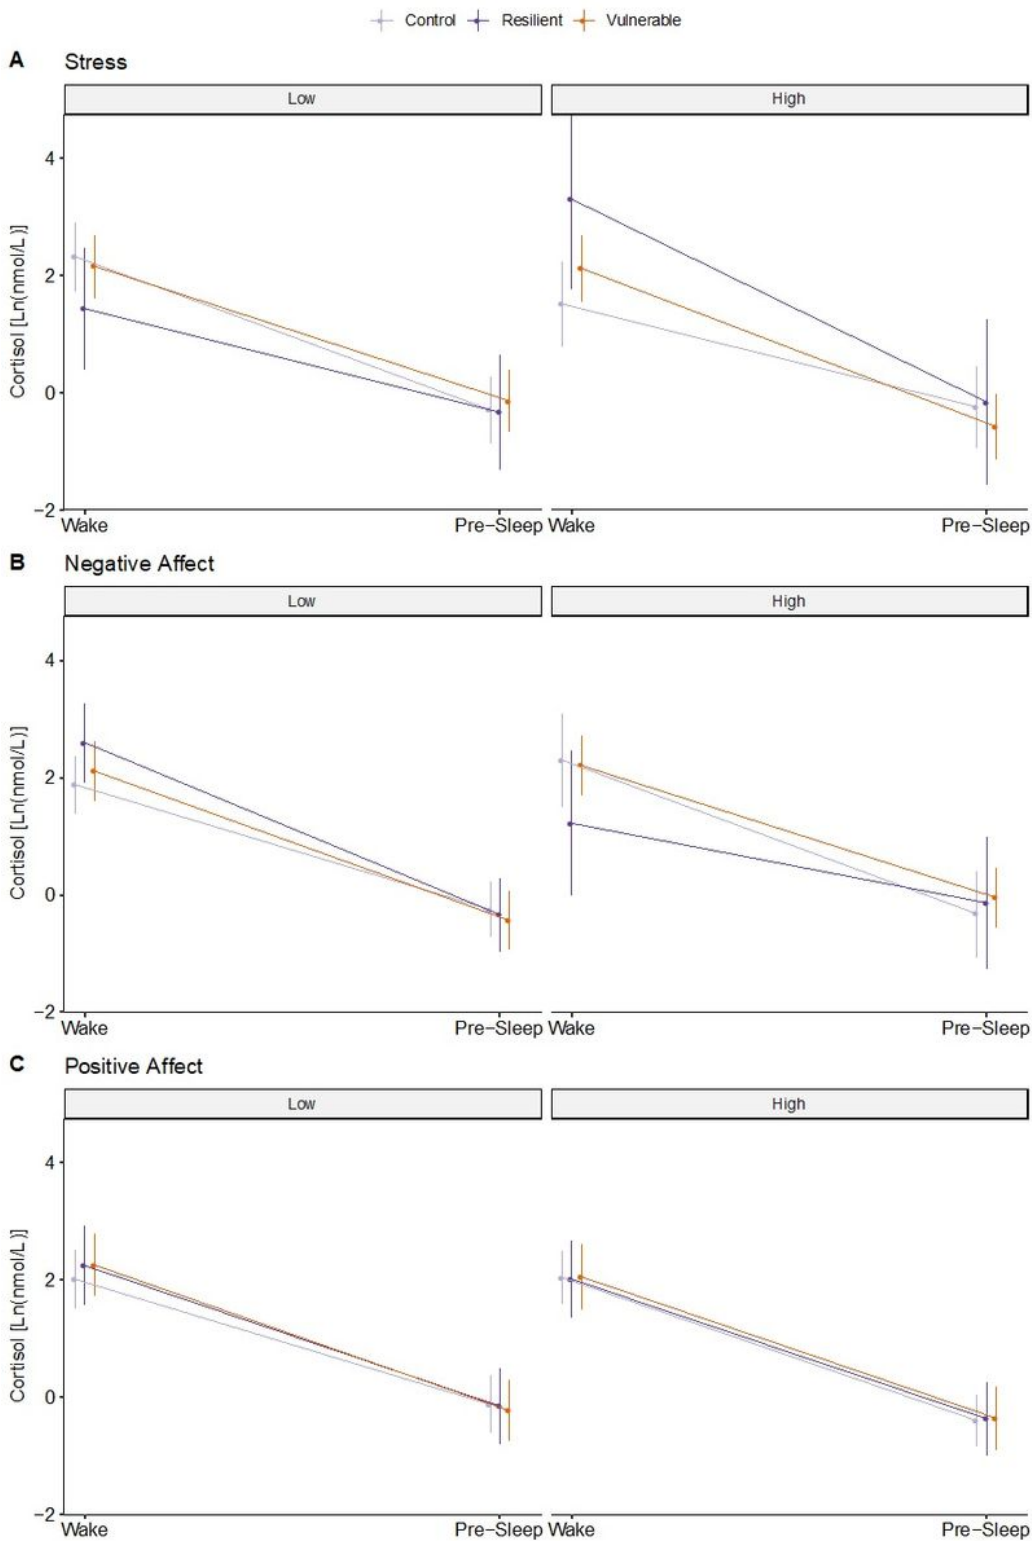 Control Resilient Vulnerable
A Stress
Low High
Cortisol [Ln(nmol/L)]
4
2
0
−2
Wake Pre−Sleep Wake Pre−Sleep
B Negative Affect
Low High
Cortisol [Ln(nmol/L)]
4
2
0
−2
Wake Pre−Sleep Wake Pre−Sleep
C Positive Affect
Low High
Cortisol [Ln(nmol/L)]
4
2
0
−2
Wake Pre−Sleep Wake Pre−Sleep